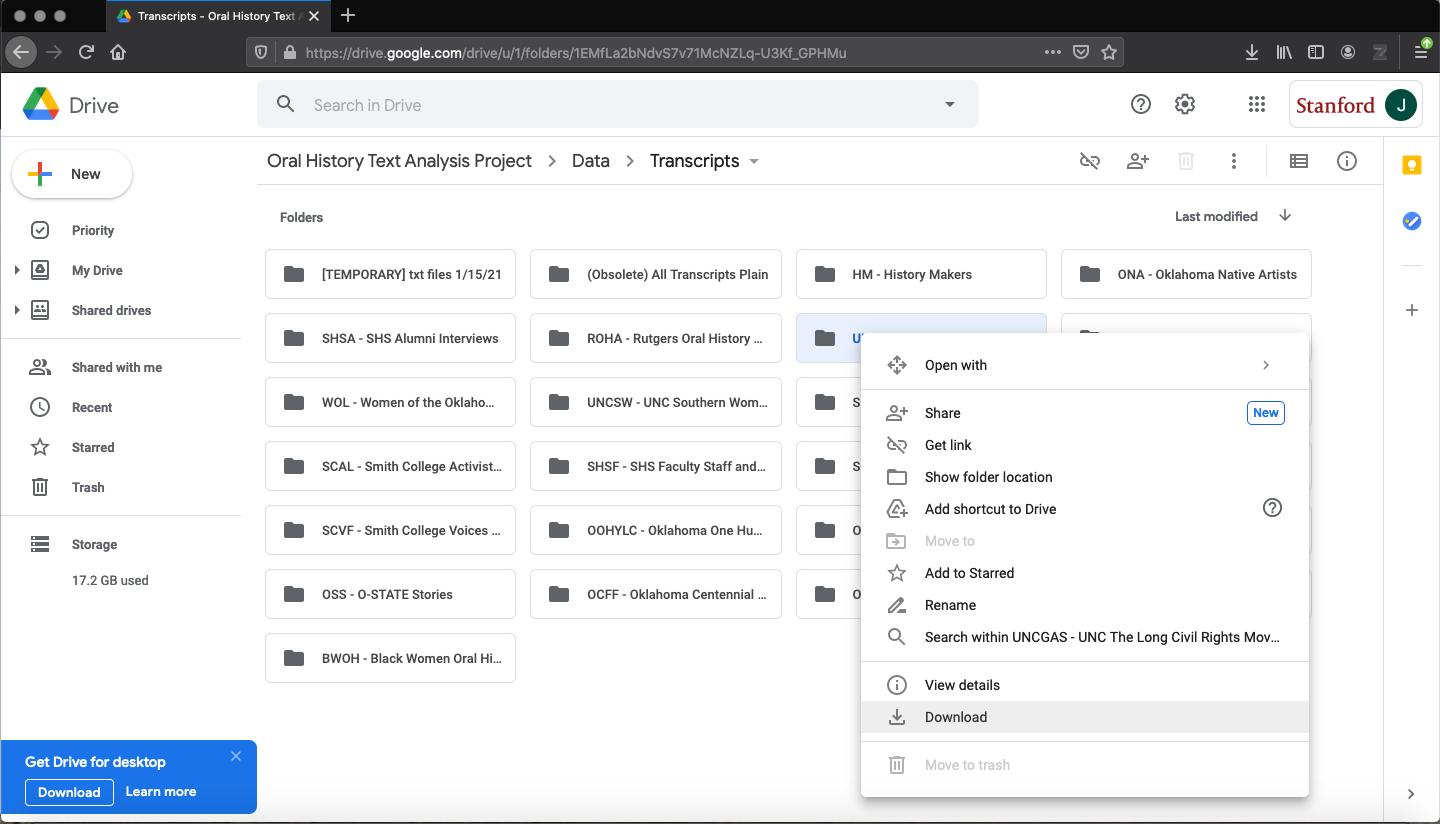 Transcripts - Oral History Text A
https://drive.google.com/drive/u/1/folders/1EMfLa2bNdvS7v71McNZLq-U3Kf_GPHMu
Drive
Search in Drive
Stanford J
New
Oral History Text Analysis Project > Data > Transcripts
Priority
My Drive
Shared drives
Shared with me
Recent
Starred
Trash
Storage
17.2 GB used
Folders
Last modified
[TEMPORARY] txt files 1/15/21
(Obsolete) All Transcripts Plain
HM - History Makers
ONA - Oklahoma Native Artists
SHSA - SHS Alumni Interviews
ROHA - Rutgers Oral History ...
WOL - Women of the Oklaho...
UNCSW - UNC Southern Wom...
SCAL - Smith College Activist...
SHSF - SHS Faculty Staff and...
SCVF - Smith College Voices ...
OOHYLC - Oklahoma One Hu...
OSS - O-STATE Stories
OCFF - Oklahoma Centennial ...
BWOH - Black Women Oral Hi...
Open with
Share New
Get link
Show folder location
Add shortcut to Drive
Move to
Add to Starred
Rename
Search within UNCGAS - UNC The Long Civil Rights Mov...
View details
Download
Move to trash
Get Drive for desktop
Download Learn more